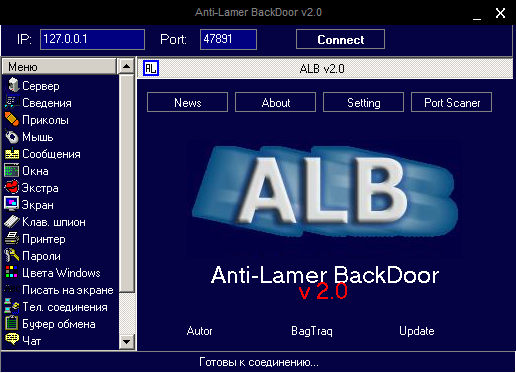 Anti-Lamer BackDoor v2.0
IP: 127.0.0.1 Port: 47891 Connect
Меню
ALB v2.0
Сервер
Сведения
Приколы
Мышь
Сообщения
Окна
Экстра
Экран
Клав. шпион
Принтер
Пароли
Цвета Windows
Писать на экране
Тел. соединения
Буфер обмена
Чат
AL
News About Setting Port Scaner
ALB
Anti-Lamer BackDoor
v 2.0
Autor BagTraq Update
Готовы к соединению...